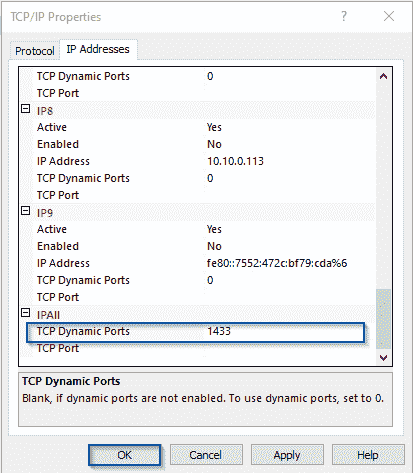 TCP/IP Properties ? ×
Protocol IP Addresses
TCP Dynamic Ports 0
TCP Port
IP8
Active Yes
Enabled No
IP Address 10.10.0.113
TCP Dynamic Ports 0
TCP Port
IP9
Active Yes
Enabled No
IP Address fe80::7552:472c:bf79:cda%6
TCP Dynamic Ports 0
TCP Port
IPAll
TCP Dynamic Ports 1433
TCP Port
TCP Dynamic Ports
Blank, if dynamic ports are not enabled. To use dynamic ports, set to 0.
OK Cancel Apply Help